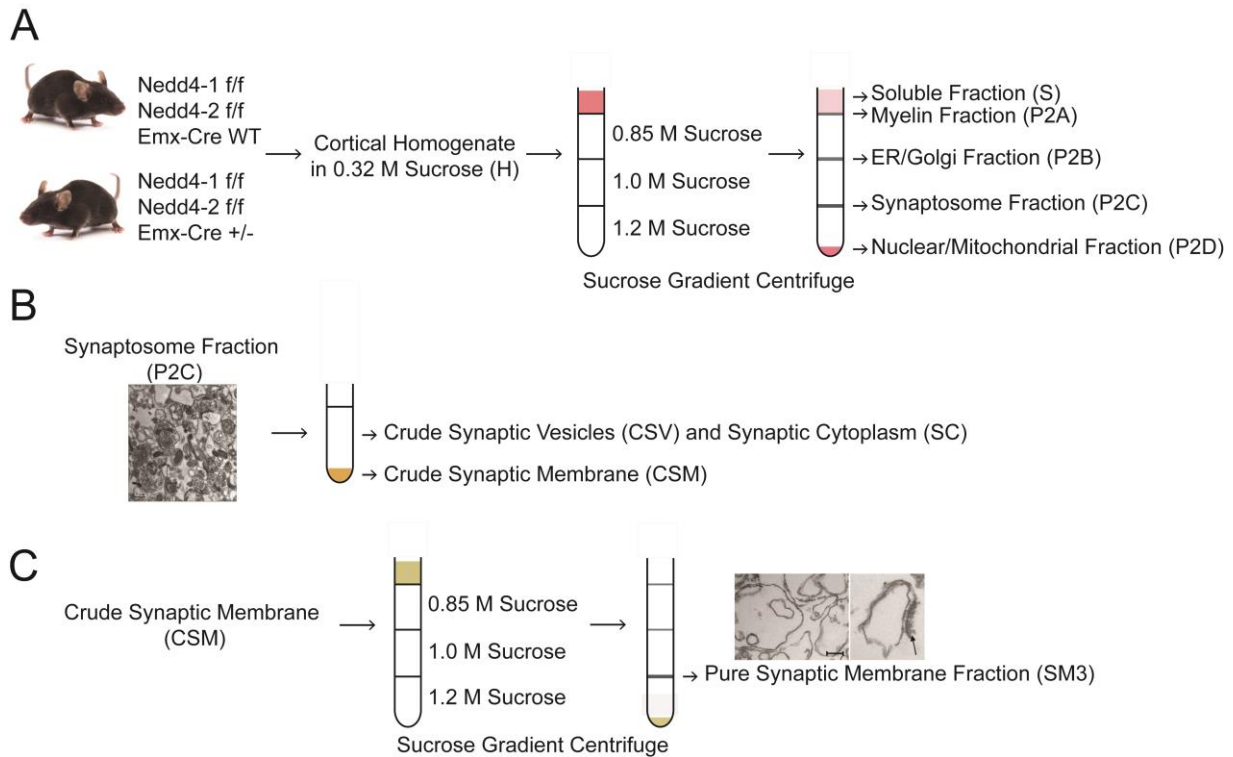 A
Nedd4-1 f/f
Nedd4-2 f/f
Emx-Cre WT
Nedd4-1 f/f
Nedd4-2 f/f
Emx-Cre +/-
Cortical Homogenate
in 0.32 M Sucrose (H)
0.85 M Sucrose
1.0 M Sucrose
1.2 M Sucrose
Sucrose Gradient Centrifuge
Soluble Fraction (S)
Myelin Fraction (P2A)
ER/Golgi Fraction (P2B)
Synaptosome Fraction (P2C)
Nuclear/Mitochondrial Fraction (P2D)
B
Synaptosome Fraction
(P2C)
Crude Synaptic Vesicles (CSV) and Synaptic Cytoplasm (SC)
Crude Synaptic Membrane (CSM)
C
Crude Synaptic Membrane
(CSM)
0.85 M Sucrose
1.0 M Sucrose
1.2 M Sucrose
Sucrose Gradient Centrifuge
Pure Synaptic Membrane Fraction (SM3)